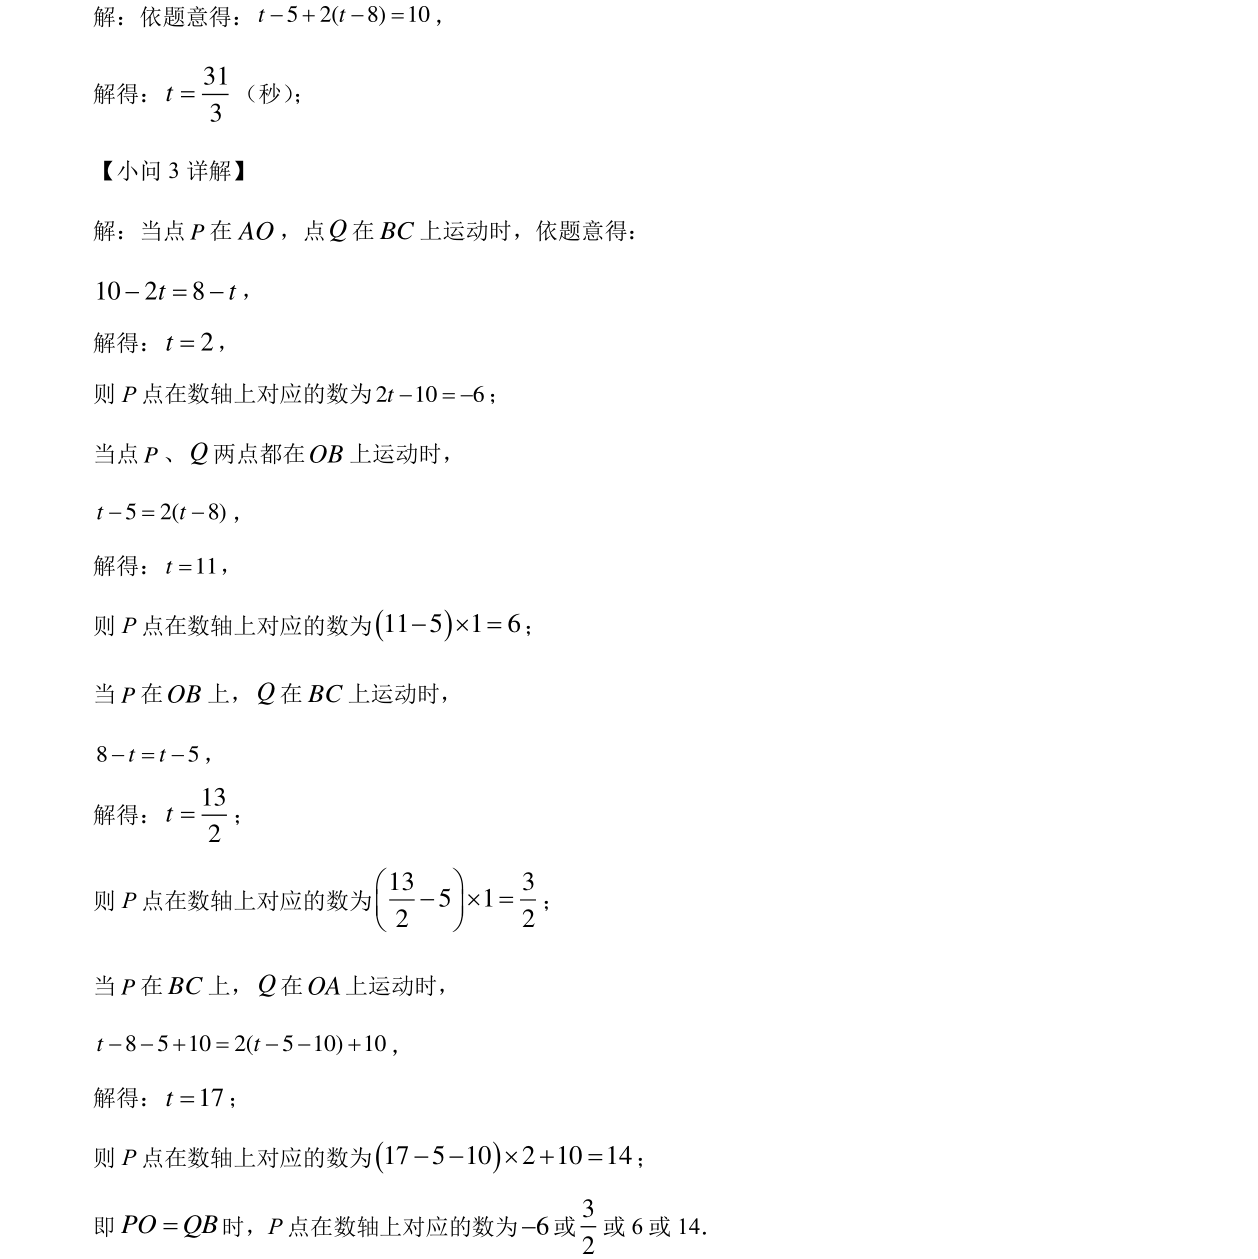 解：依题意得：t－5＋2(t－8)＝10，
解得：t＝31/3（秒）；
【小问 3 详解】
解：当点 P 在 AO，点 Q 在 BC 上运动时，依题意得：
10－2t＝8－t，
解得：t＝2，
则 P 点在数轴上对应的数为 2t－10＝–6；
当点 P、Q 两点都在 OB 上运动时，
t－5＝2(t－8)，
解得：t＝11，
则 P 点在数轴上对应的数为(11－5)×1＝6；
当 P 在 OB 上，Q 在 BC 上运动时，
8－t＝t－5，
解得：t＝13/2；
则 P 点在数轴上对应的数为(13/2－5)×1＝3/2；
当 P 在 BC 上，Q 在 OA 上运动时，
t－8－5＋10＝2(t－5－10)＋10，
解得：t＝17；
则 P 点在数轴上对应的数为(17－5－10)×2＋10＝14；
即 PO＝QB 时，P 点在数轴上对应的数为–6 或 3/2 或 6 或 14.